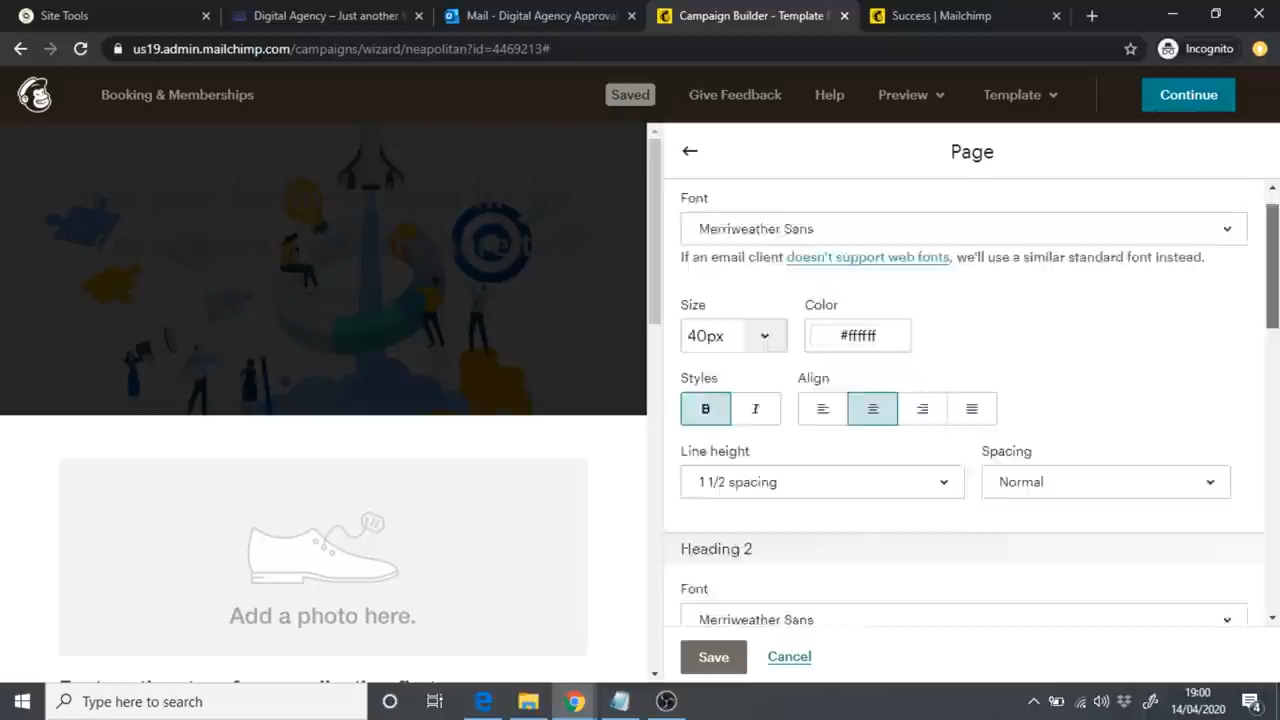 Site Tools
Digital Agency – Just another
Mail - Digital Agency Approval
Campaign Builder - Template
Success | Mailchimp
us19.admin.mailchimp.com/campaigns/wizard/neapolitan?id=4469213#
Incognito
Booking & Memberships
Saved
Give Feedback
Help
Preview
Template
Continue
Page
Font
Merriweather Sans
If an email client doesn't support web fonts, we'll use a similar standard font instead.
Size
Color
40px
#ffffff
Styles
Align
B
I
Line height
Spacing
1 1/2 spacing
Normal
Heading 2
Font
Merriweather Sans
Add a photo here.
Save
Cancel
Type here to search
19:00
14/04/2020
4